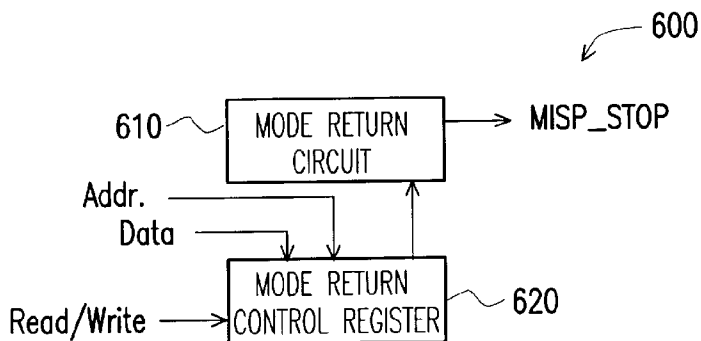 600
610
MODE RETURN
CIRCUIT
MISP_STOP
Addr.
Data
MODE RETURN
CONTROL REGISTER
620
Read/Write